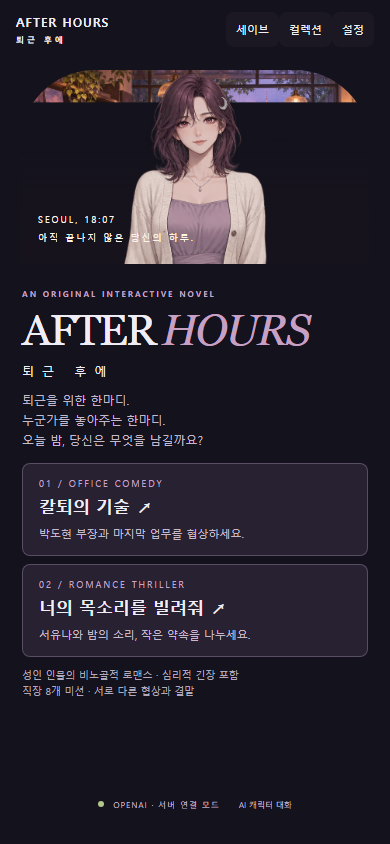 AFTER HOURS
퇴근 후에
세이브 컬렉션 설정
SEOUL, 18:07
아직 끝나지 않은 당신의 하루.
AN ORIGINAL INTERACTIVE NOVEL
AFTER HOURS
퇴근 후에
퇴근을 위한 한마디.
누군가를 놓아주는 한마디.
오늘 밤, 당신은 무엇을 남길까요?
01 / OFFICE COMEDY
칼퇴의 기술 ↗
박도현 부장과 마지막 업무를 협상하세요.
02 / ROMANCE THRILLER
너의 목소리를 빌려줘 ↗
서유나와 밤의 소리, 작은 약속을 나누세요.
성인 인물의 비노골적 로맨스 · 심리적 긴장 포함
직장 8개 미션 · 서로 다른 협상과 결말
OPENAI · 서버 연결 모드 AI 캐릭터 대화